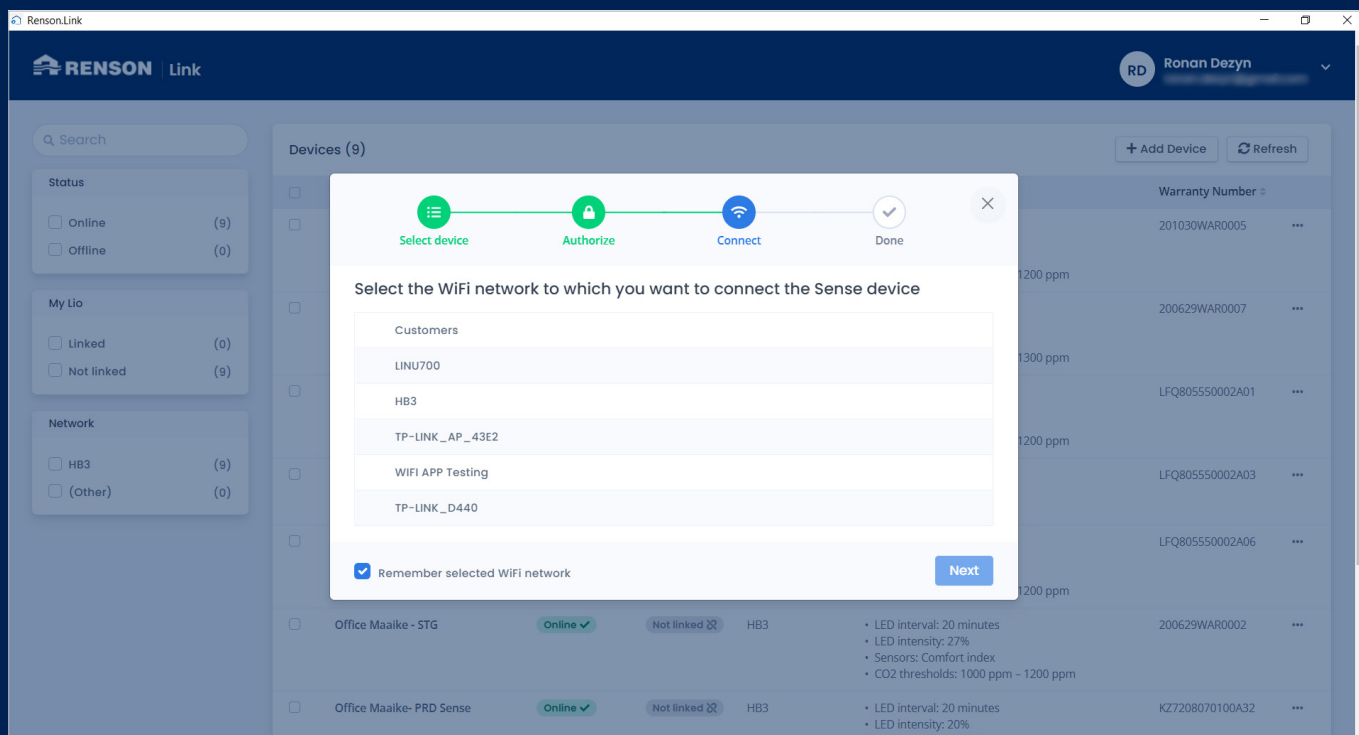 Renson.Link
RENSON Link
RD
Ronan Dezyn
Search
Status
Online (9)
Offline (0)
My Lio
Linked (0)
Not linked (9)
Network
HB3 (9)
(Other) (0)
Devices (9)
+ Add Device
Refresh
Warranty Number
201030WAR0005
1200 ppm
200629WAR0007
1300 ppm
LFQ805550002A01
1200 ppm
LFQ805550002A03
LFQ805550002A06
1200 ppm
Select device
Authorize
Connect
Done
Select the WiFi network to which you want to connect the Sense device
Customers
LINU700
HB3
TP-LINK_AP_43E2
WIFI APP Testing
TP-LINK_D440
Remember selected WiFi network
Next
Office Maaike - STG Online Not linked HB3 • LED interval: 20 minutes 200629WAR0002
• LED intensity: 27%
• Sensors: Comfort index
• CO2 thresholds: 1000 ppm – 1200 ppm
Office Maaike- PRD Sense Online Not linked HB3 • LED interval: 20 minutes KZ7208070100A32
• LED intensity: 20%